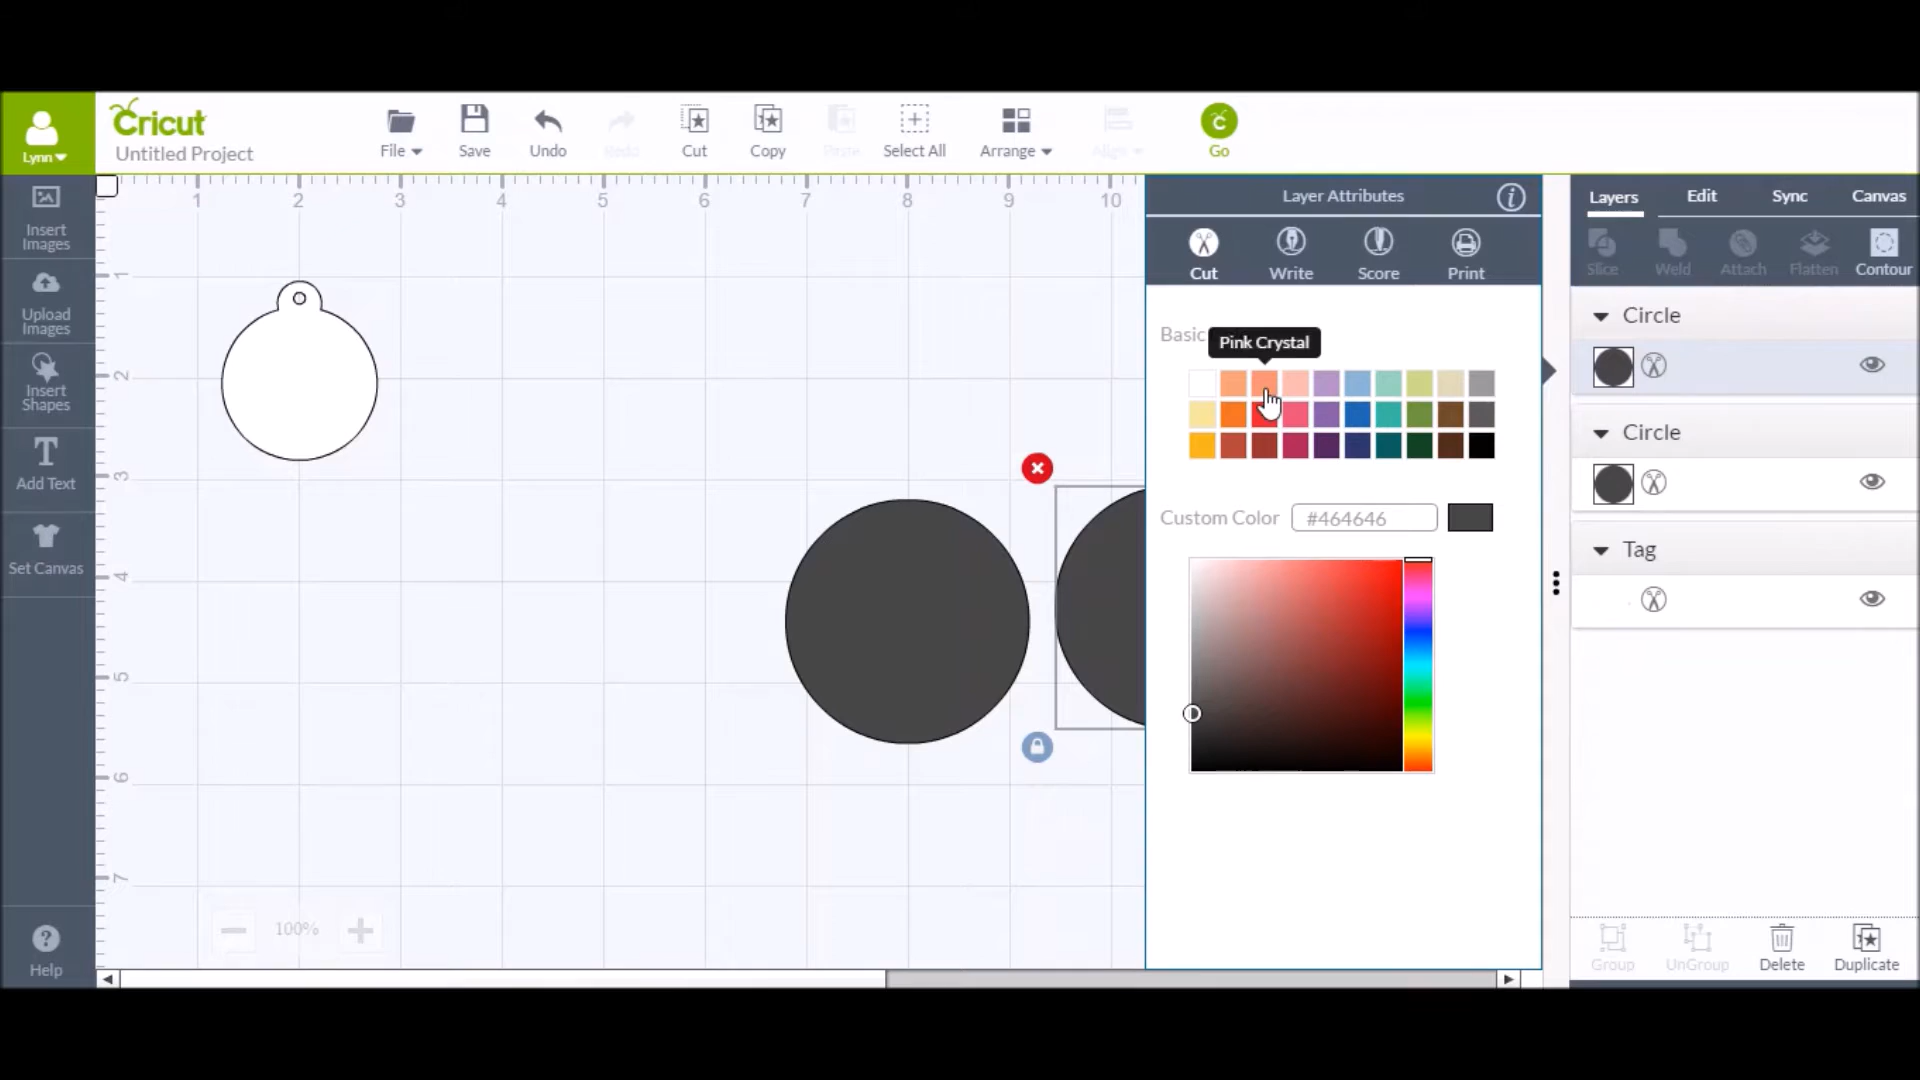 Lynn
Cricut
Untitled Project
File
Save
Undo
Redo
Cut
Copy
Paste
Select All
Arrange
Align
Go
Insert
Images
Upload
Images
Insert
Shapes
Add Text
Set Canvas
Help
1 2 3 4 5 6 7 8 9 10
1
2
3
4
5
6
7
100%
Layer Attributes
Cut
Write
Score
Print
Basic
Pink Crystal
Custom Color #464646
Layers
Edit
Sync
Canvas
Slice
Weld
Attach
Flatten
Contour
Circle
Circle
Tag
Group
UnGroup
Delete
Duplicate